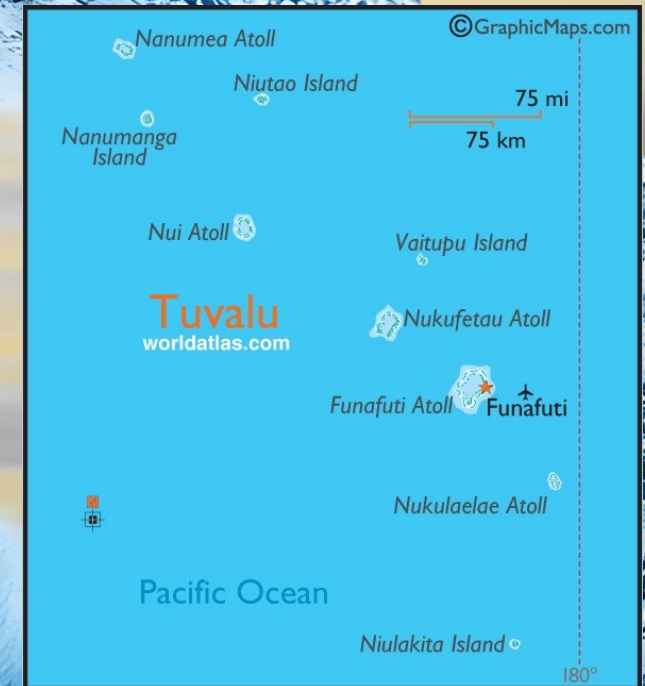 ©GraphicMaps.com
Nanumea Atoll
Niutao Island
75 mi
75 km
Nanumanga
Island
Nui Atoll
Vaitupu Island
Tuvalu
worldatlas.com
Nukufetau Atoll
Funafuti Atoll
Funafuti
Nukulaelae Atoll
N
Pacific Ocean
Niulakita Island
180°